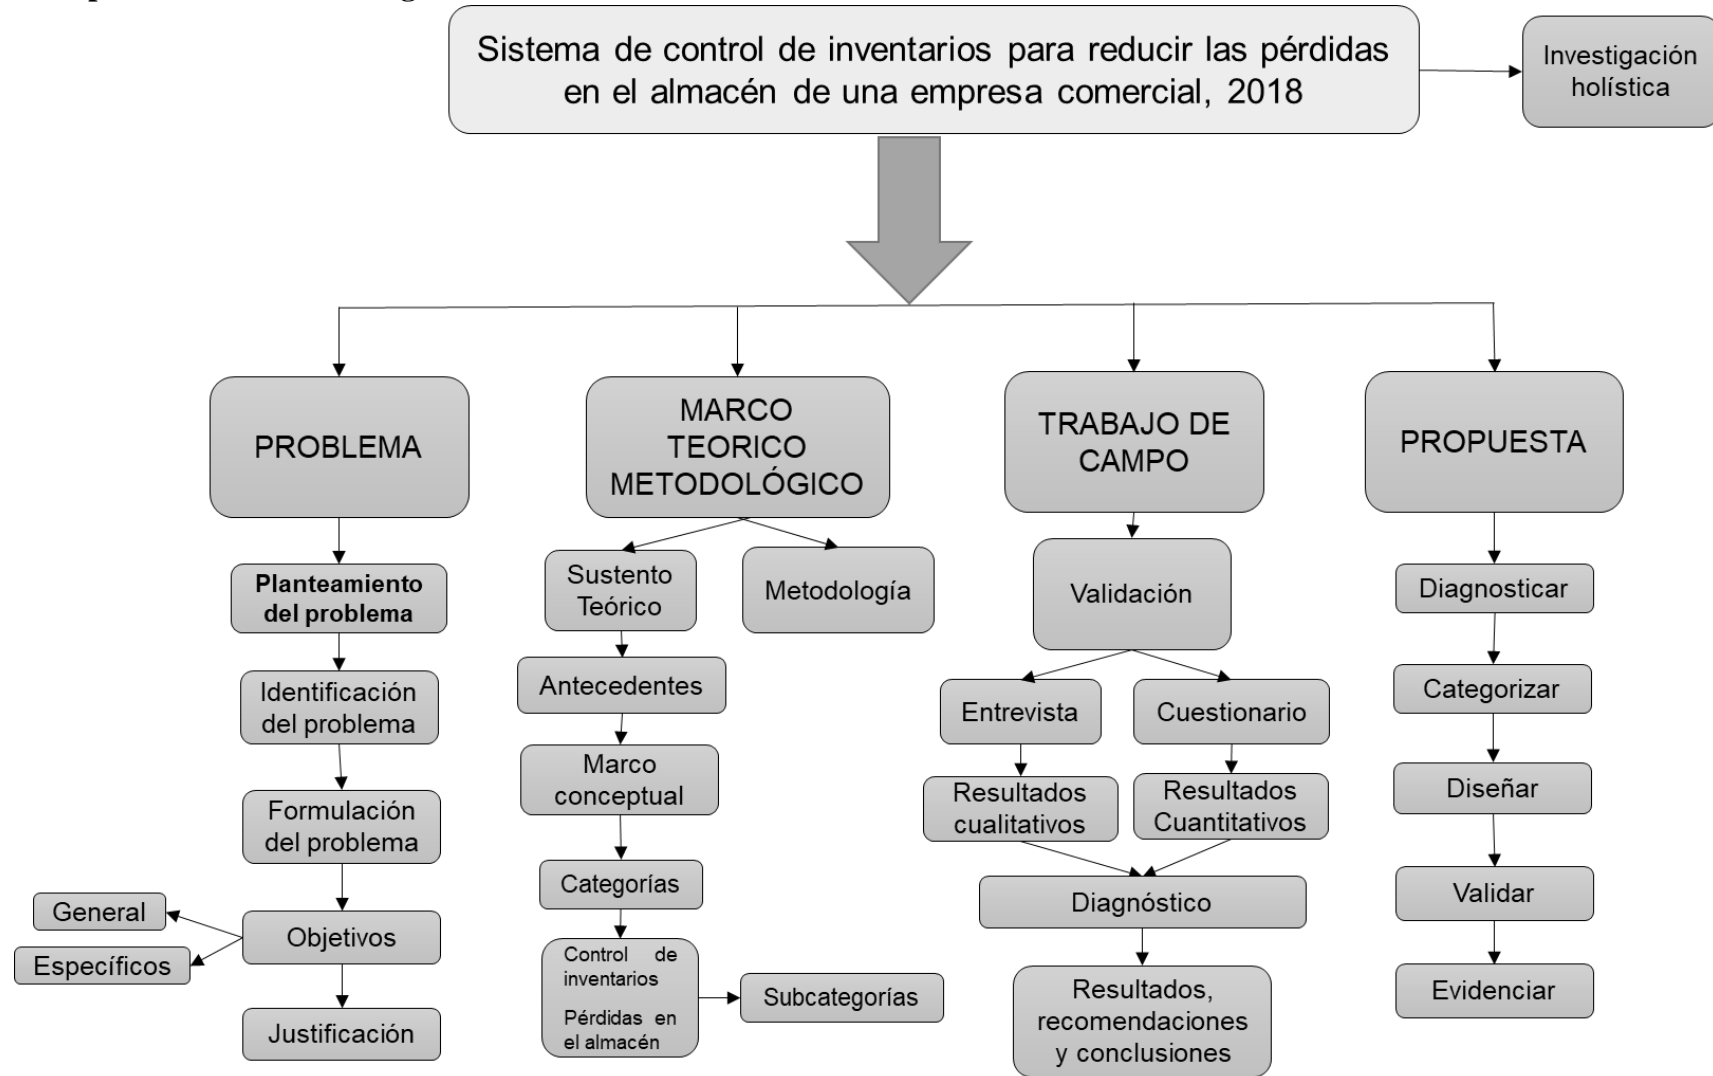 Sistema de control de inventarios para reducir las pérdidas
en el almacén de una empresa comercial, 2018
Investigación
holística
PROBLEMA
MARCO
TEORICO
METODOLÓGICO
TRABAJO DE
CAMPO
PROPUESTA
Planteamiento
del problema
Identificación
del problema
Formulación
del problema
Objetivos
General
Específicos
Justificación
Sustento
Teórico
Metodología
Antecedentes
Marco
conceptual
Categorías
Control de
inventarios
Pérdidas en
el almacén
Subcategorías
Validación
Entrevista
Cuestionario
Resultados
cualitativos
Resultados
Cuantitativos
Diagnóstico
Resultados,
recomendaciones
y conclusiones
Diagnosticar
Categorizar
Diseñar
Validar
Evidenciar